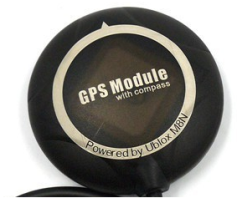 GPS Module
with compass
Powered by Ublox M8N